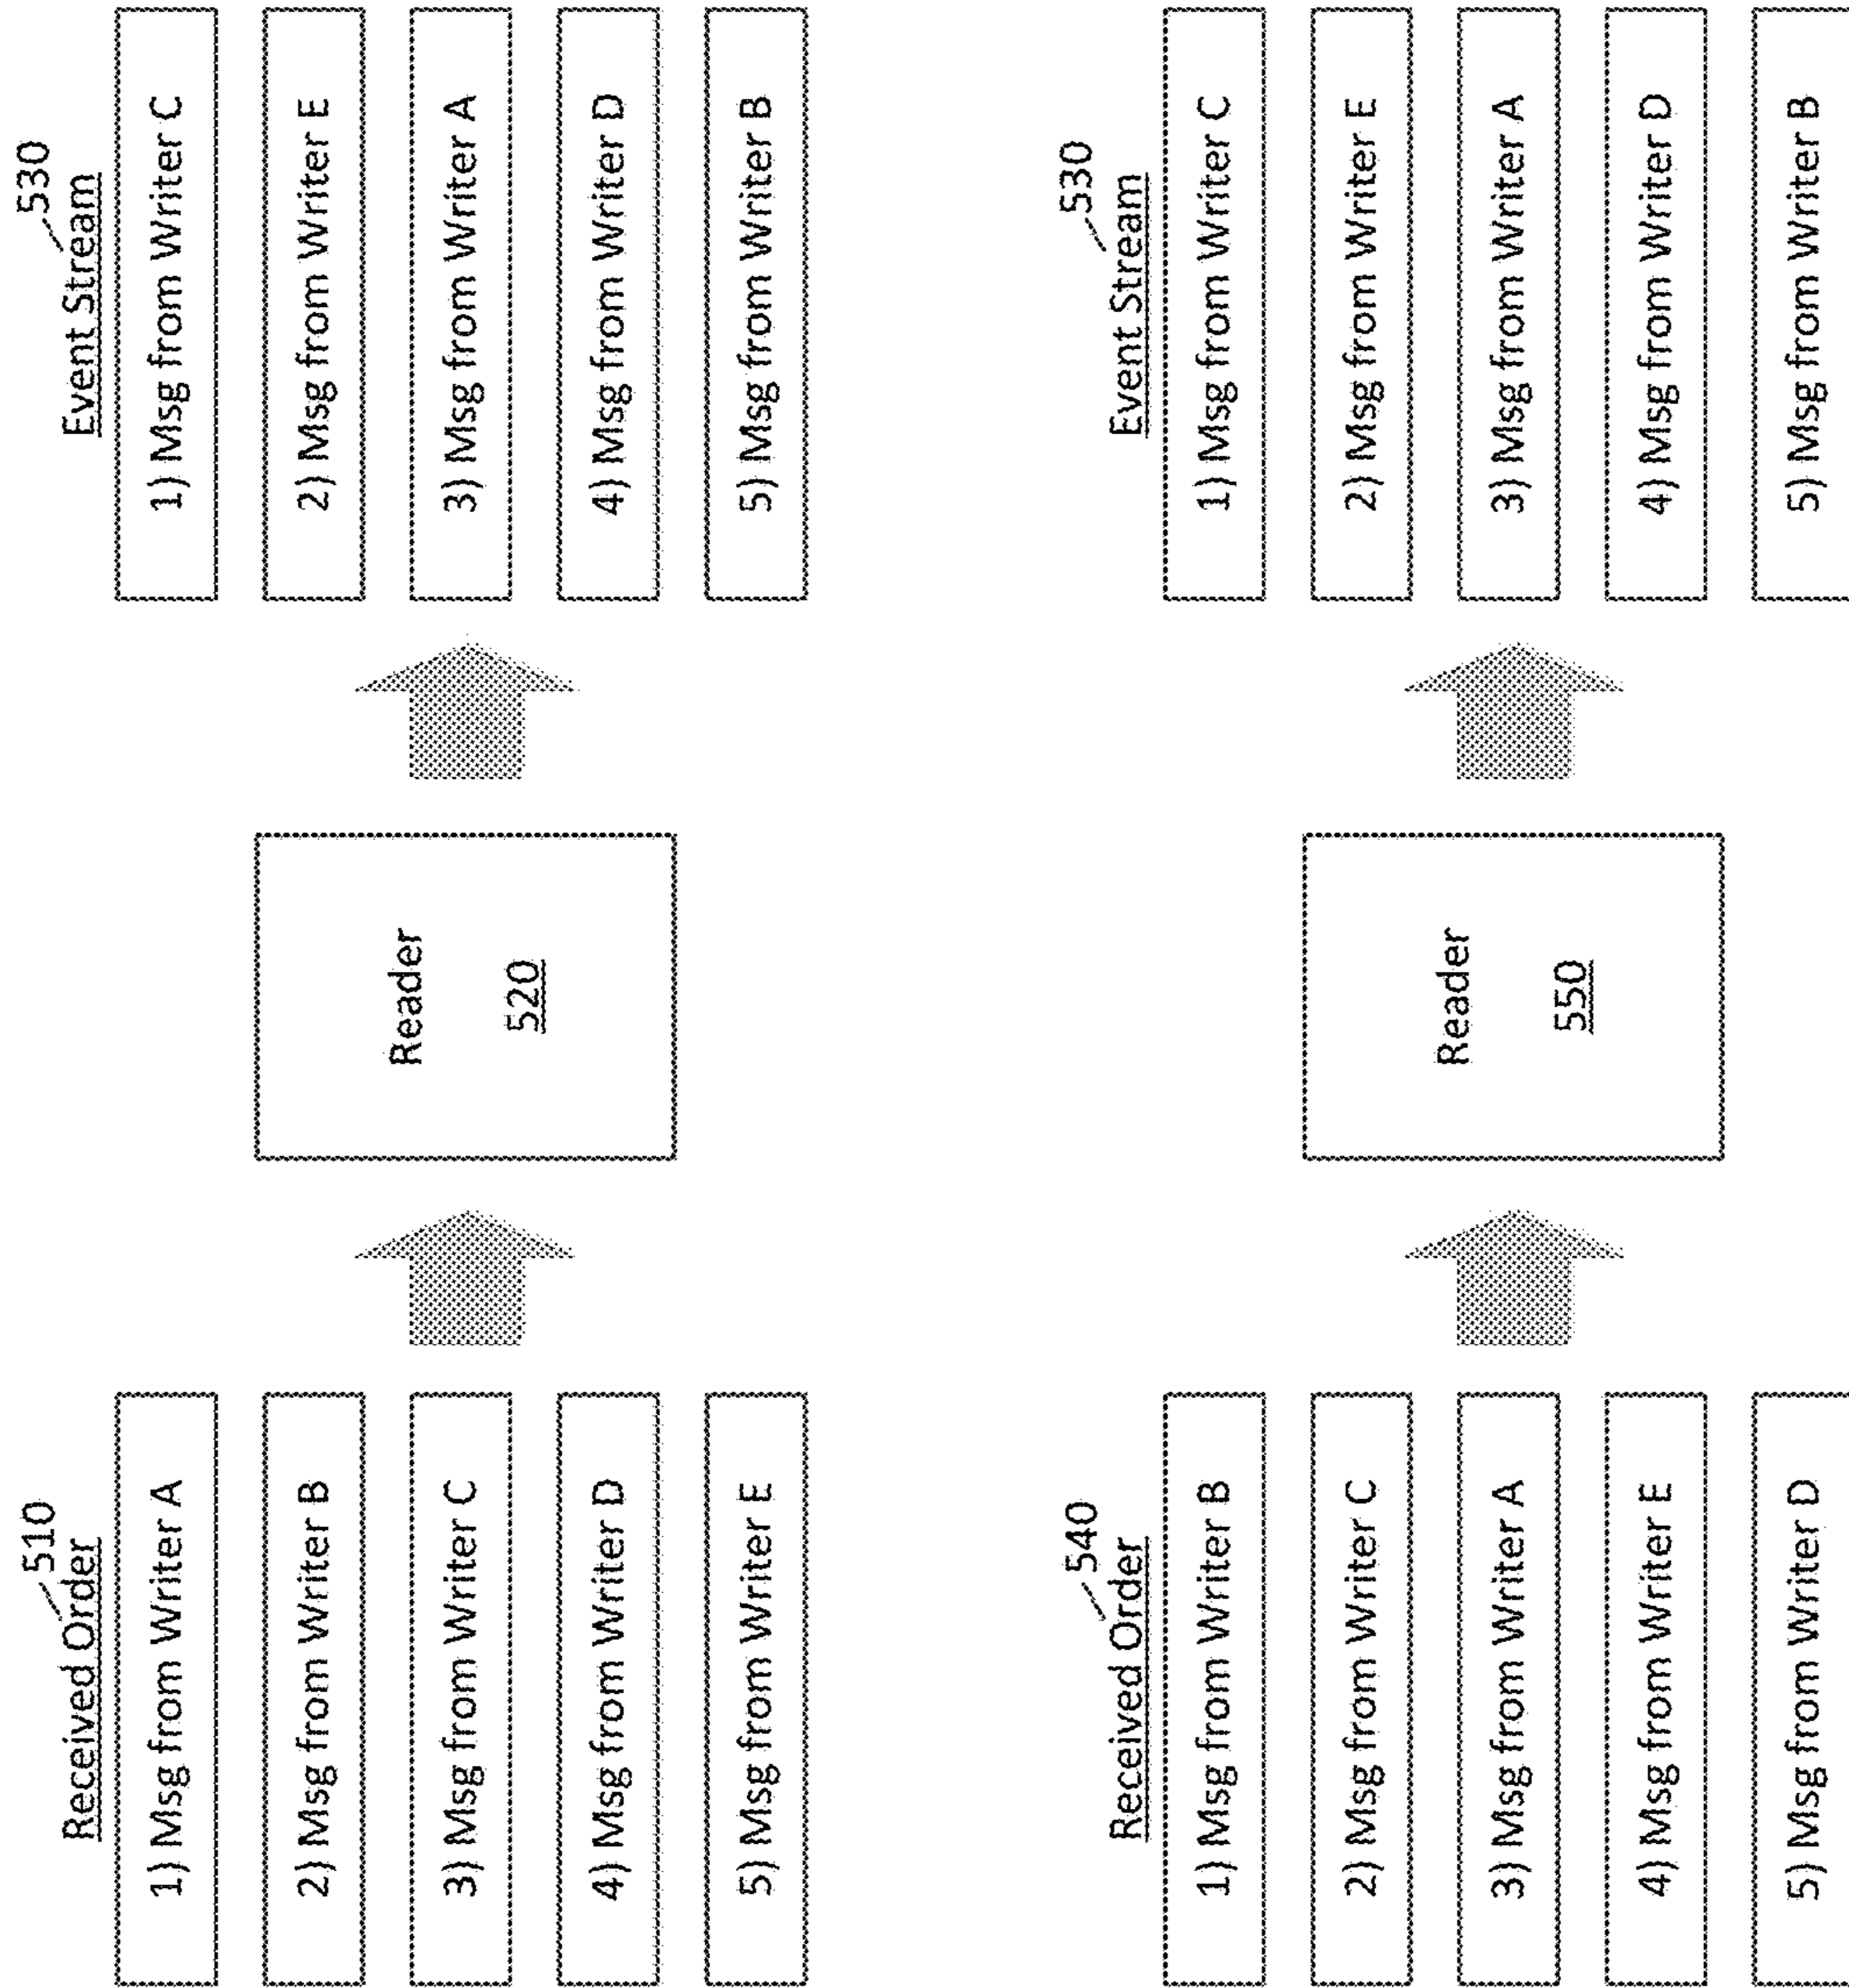 510
Received Order
1) Msg from Writer A
2) Msg from Writer B
3) Msg from Writer C
4) Msg from Writer D
5) Msg from Writer E
Reader
520
530
Event Stream
1) Msg from Writer C
2) Msg from Writer E
3) Msg from Writer A
4) Msg from Writer D
5) Msg from Writer B
540
Received Order
1) Msg from Writer B
2) Msg from Writer C
3) Msg from Writer A
4) Msg from Writer E
5) Msg from Writer D
Reader
550
530
Event Stream
1) Msg from Writer C
2) Msg from Writer E
3) Msg from Writer A
4) Msg from Writer D
5) Msg from Writer B